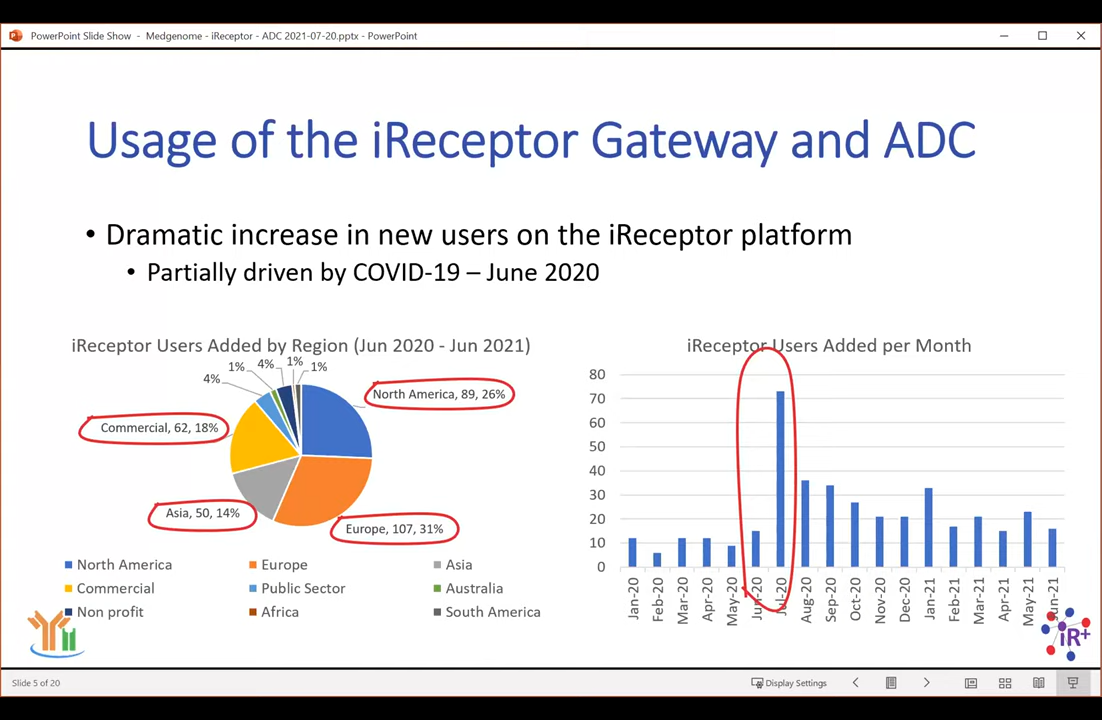 PowerPoint Slide Show - Medgenome - iReceptor - ADC 2021-07-20.pptx - PowerPoint
Usage of the iReceptor Gateway and ADC
• Dramatic increase in new users on the iReceptor platform
• Partially driven by COVID-19 – June 2020
iReceptor Users Added by Region (Jun 2020 - Jun 2021)
1% 4% 1% 1%
4%
North America, 89, 26%
Commercial, 62, 18%
Asia, 50, 14%
Europe, 107, 31%
North America Europe Asia
Commercial Public Sector Australia
Non profit Africa South America
iReceptor Users Added per Month
80
70
60
50
40
30
20
10
0
Jan-20 Feb-20 Mar-20 Apr-20 May-20 Jun-20 Jul-20 Aug-20 Sep-20 Oct-20 Nov-20 Dec-20 Jan-21 Feb-21 Mar-21 Apr-21 May-21 Jun-21
iR+
Slide 5 of 20
Display Settings